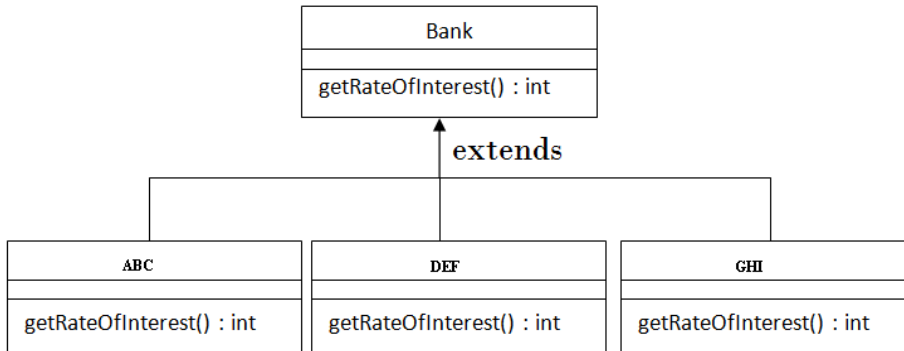 Bank
getRateOfInterest() : int
extends
ABC
DEF
GHI
getRateOfInterest() : int
getRateOfInterest() : int
getRateOfInterest() : int